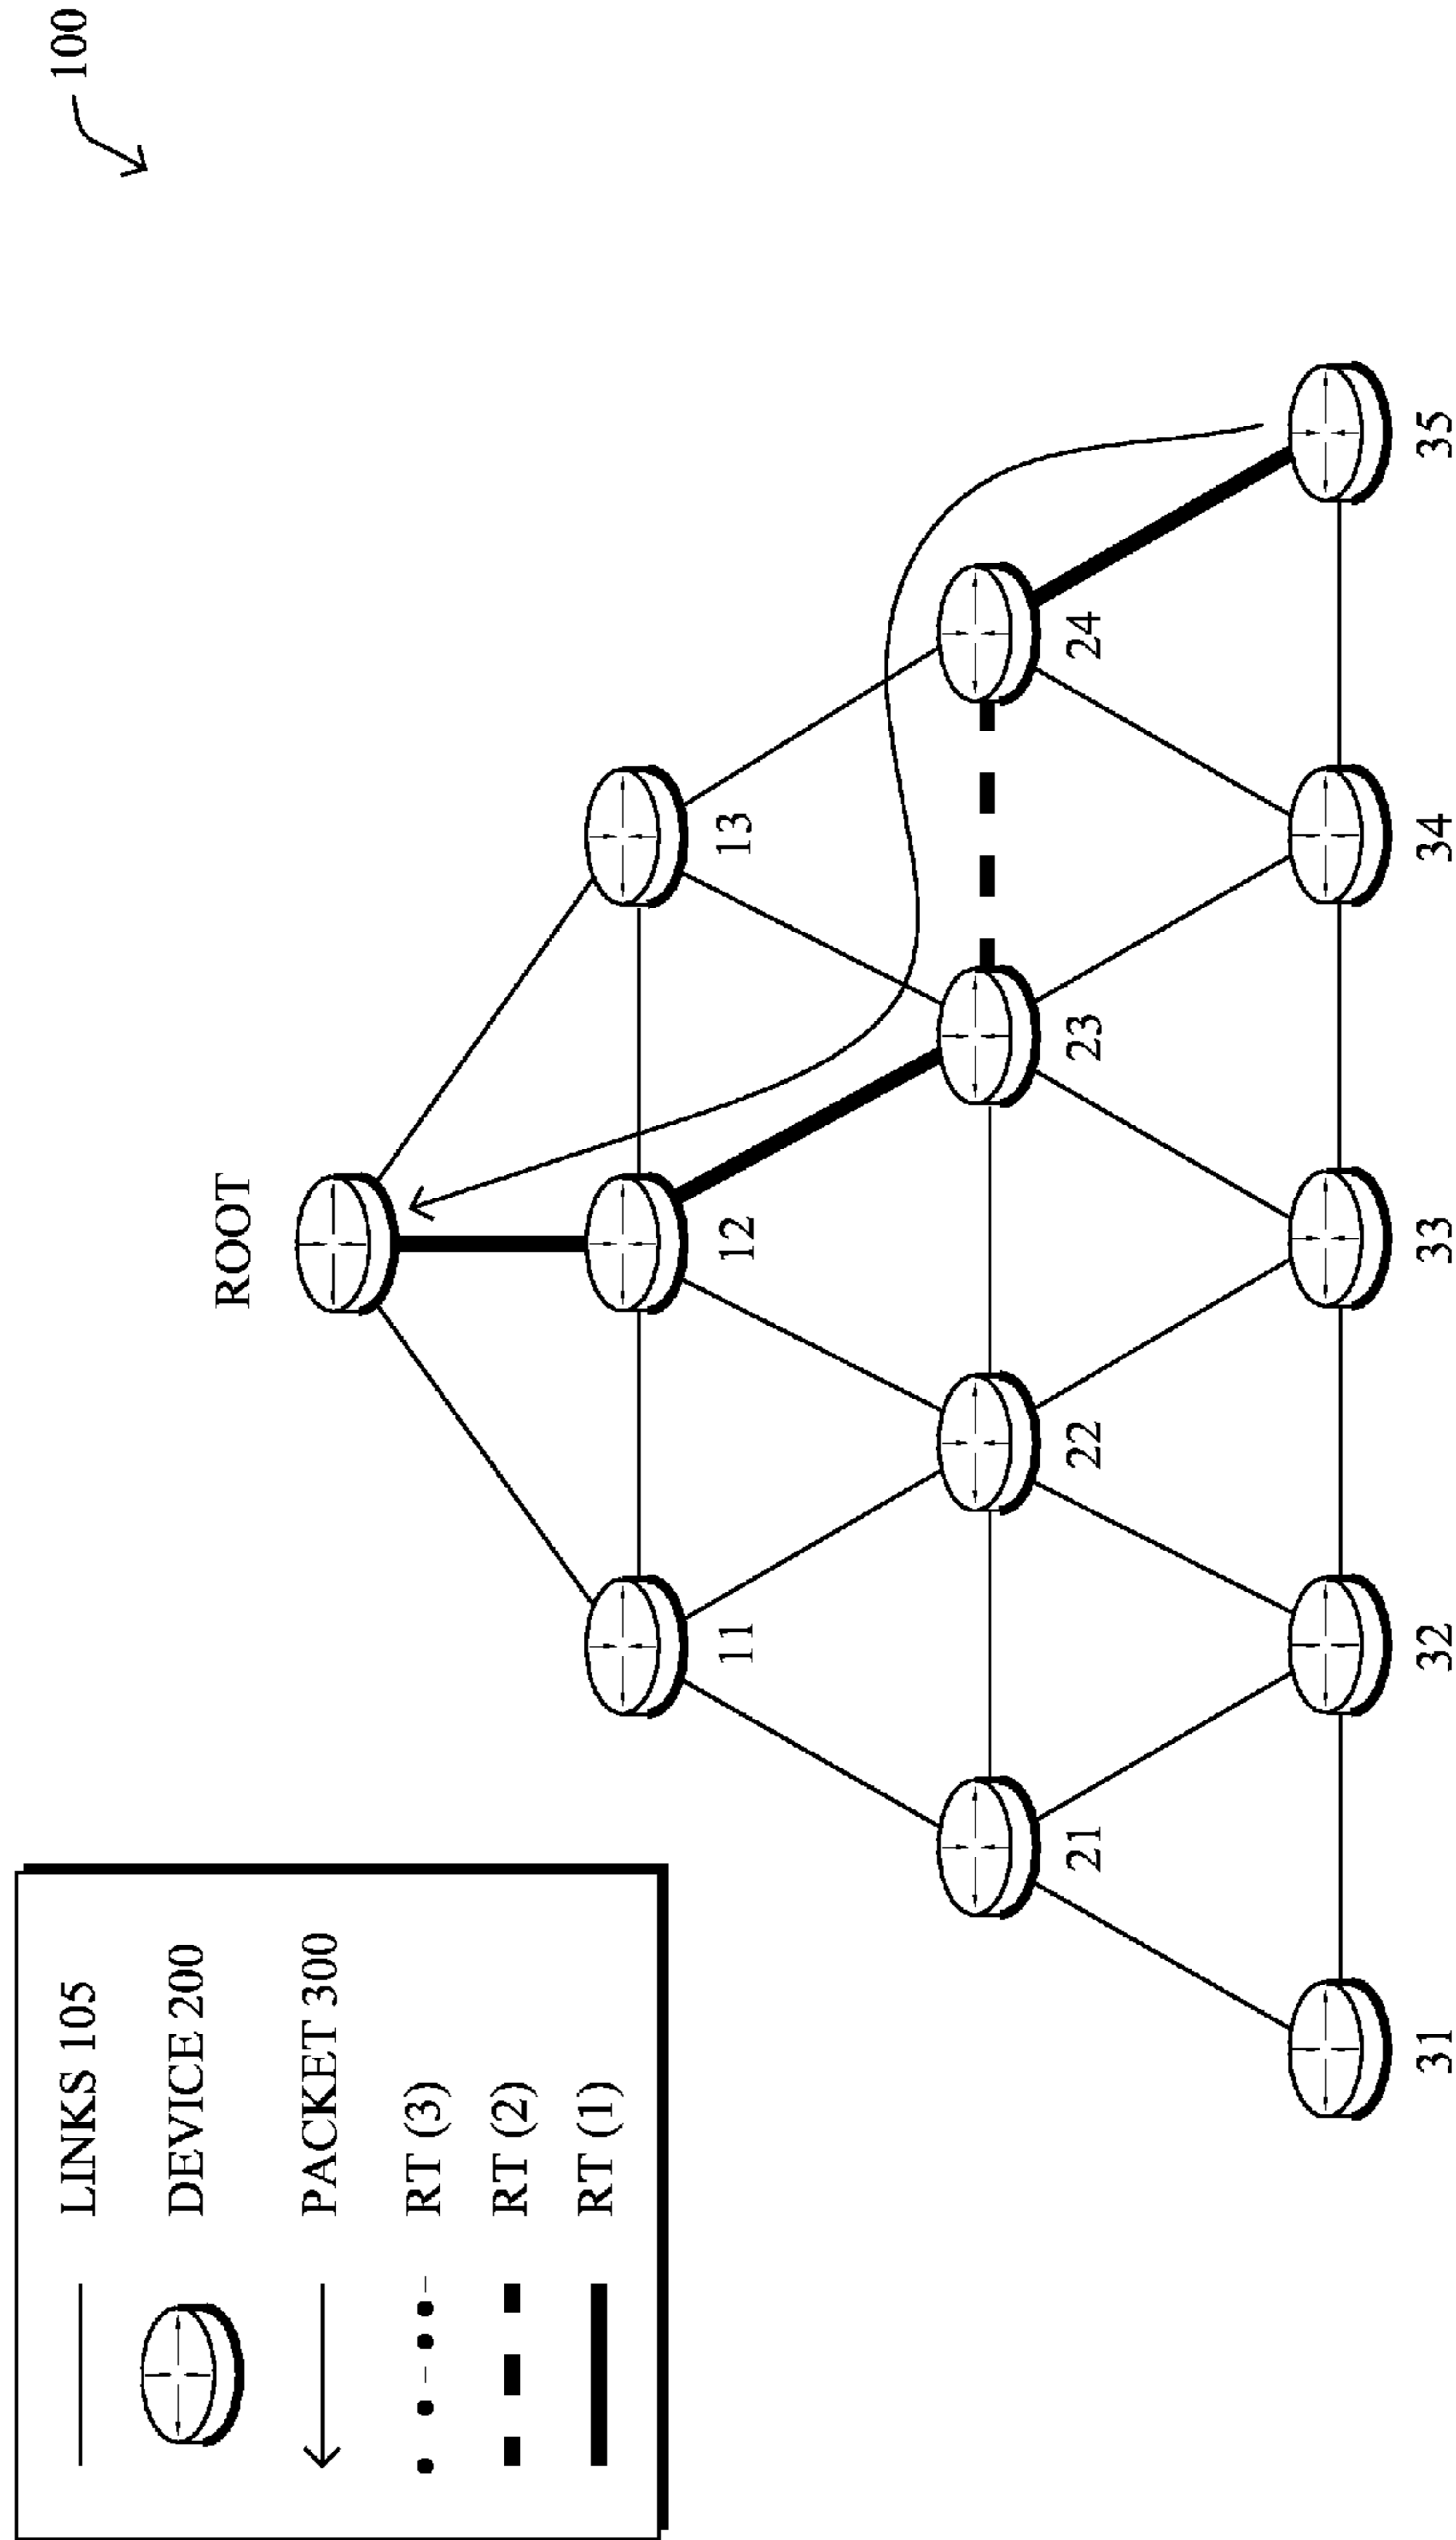 100
ROOT
11
12
13
21
22
23
24
31
32
33
34
35
LINKS 105
DEVICE 200
PACKET 300
RT (3)
RT (2)
RT (1)